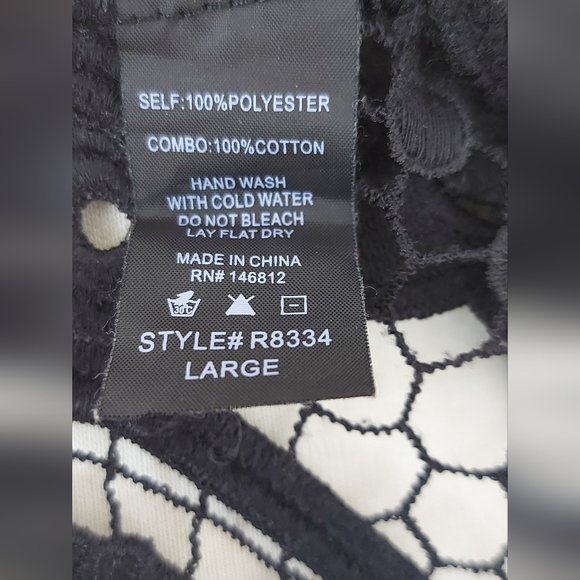 SELF:100%POLYESTER
COMBO:100%COTTON
HAND WASH
WITH COLD WATER
DO NOT BLEACH
LAY FLAT DRY
MADE IN CHINA
RN# 146812
30°C
STYLE# R8334
LARGE